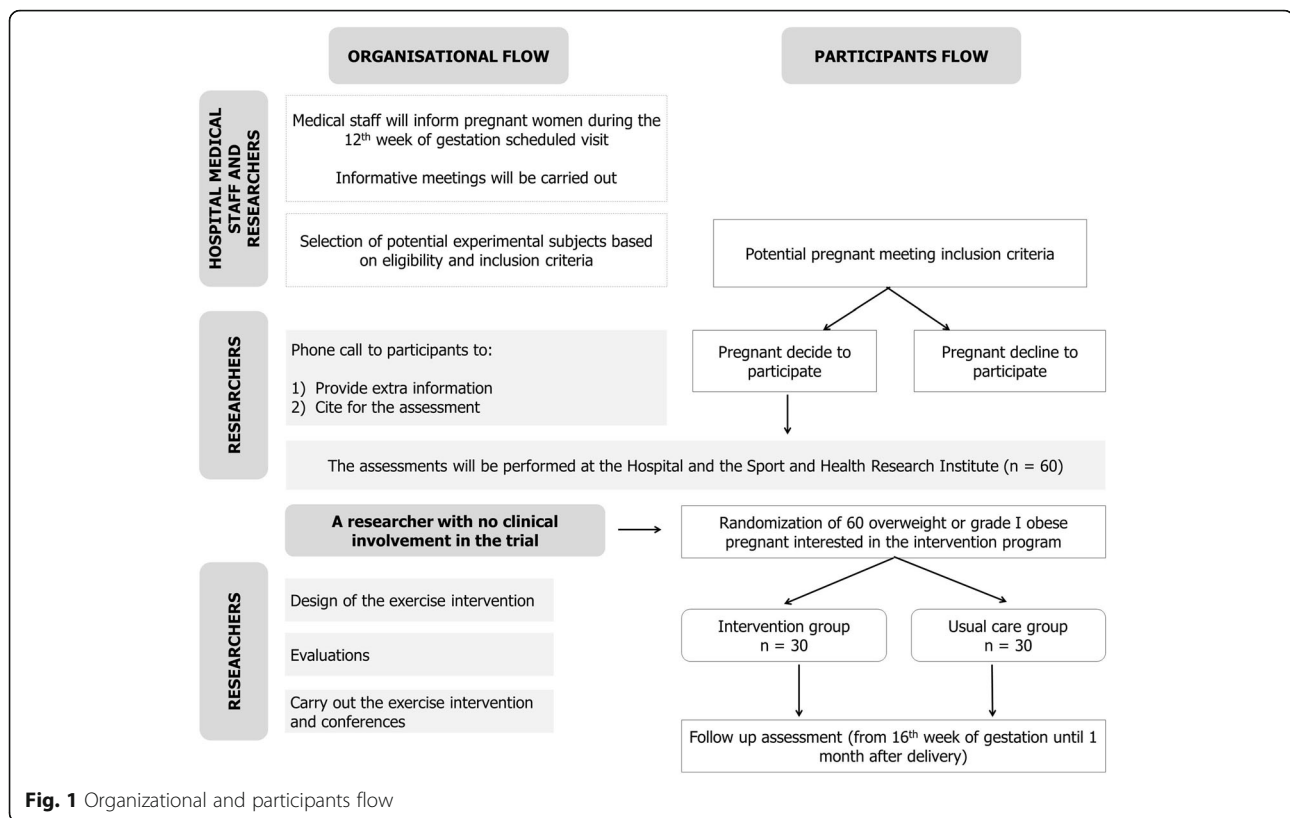 ORGANISATIONAL FLOW
PARTICIPANTS FLOW
HOSPITAL MEDICAL
STAFF AND
RESEARCHERS
Medical staff will inform pregnant women during the
12th week of gestation scheduled visit
Informative meetings will be carried out
Selection of potential experimental subjects based
on eligibility and inclusion criteria
Potential pregnant meeting inclusion criteria
RESEARCHERS
Phone call to participants to:
1) Provide extra information
2) Cite for the assessment
Pregnant decide to
participate
Pregnant decline to
participate
The assessments will be performed at the Hospital and the Sport and Health Research Institute (n = 60)
A researcher with no clinical
involvement in the trial
Randomization of 60 overweight or grade I obese
pregnant interested in the intervention program
RESEARCHERS
Design of the exercise intervention
Evaluations
Carry out the exercise intervention
and conferences
Intervention group
n = 30
Usual care group
n = 30
Follow up assessment (from 16th week of gestation until 1
month after delivery)
Fig. 1 Organizational and participants flow